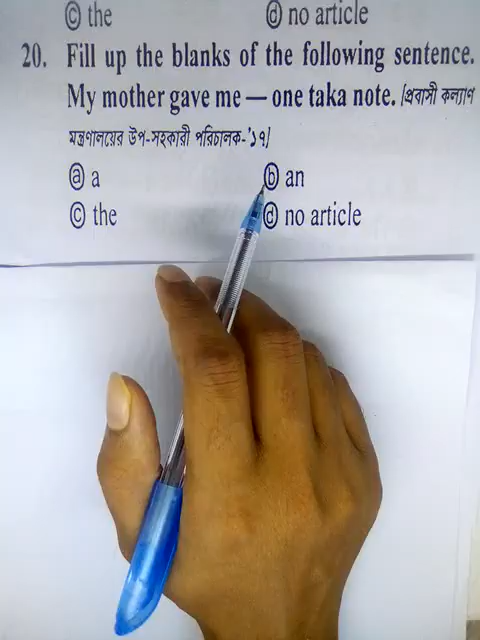 ⓒ the ⓓ no article
20. Fill up the blanks of the following sentence.
My mother gave me — one taka note. [প্রবাসী কল্যাণ
মন্ত্রণালয়ের উপ-সহকারী পরিচালক-'১৭]
ⓐ a ⓑ an
ⓒ the ⓓ no article